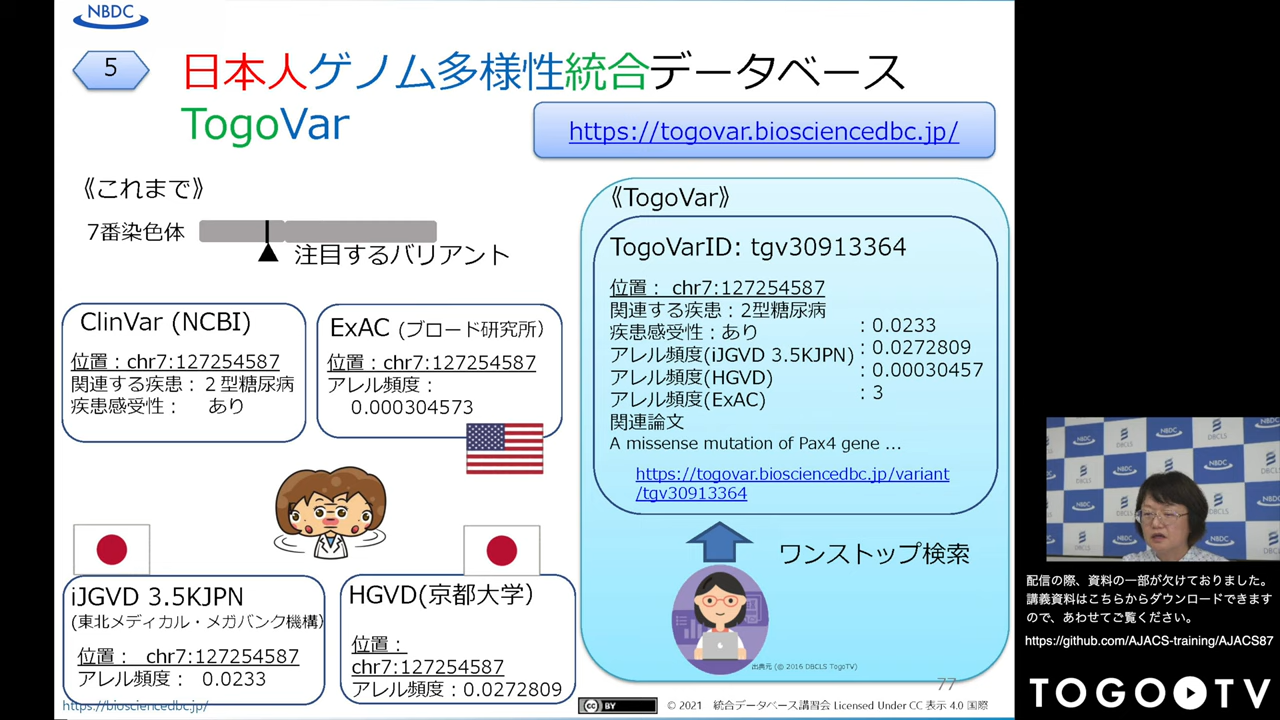 NBDC
5
日本人ゲノム多様性統合データベース
TogoVar
https://togovar.biosciencedbc.jp/
《これまで》
7番染色体
注目するバリアント
ClinVar (NCBI)
位置：chr7:127254587
関連する疾患：２型糖尿病
疾患感受性： あり
ExAC (ブロード研究所)
位置：chr7:127254587
アレル頻度：
0.000304573
iJGVD 3.5KJPN
(東北メディカル・メガバンク機構)
位置： chr7:127254587
アレル頻度： 0.0233
HGVD(京都大学)
位置：
chr7:127254587
アレル頻度：0.0272809
《TogoVar》
TogoVarID: tgv30913364
位置： chr7:127254587
関連する疾患：2型糖尿病
疾患感受性：あり
アレル頻度(iJGVD 3.5KJPN)
アレル頻度(HGVD)
アレル頻度(ExAC)
関連論文
：0.0233
：0.0272809
：0.00030457
：3
A missense mutation of Pax4 gene ...
https://togovar.biosciencedbc.jp/variant
/tgv30913364
ワンストップ検索
出典元 (© 2016 DBCLS TogoTV)
77
https://biosciencedbc.jp/
cc BY
© 2021 統合データベース講習会 Licensed Under CC 表示 4.0 国際
NBDC
DBCLS
NBDC
DBCLS
NBDC
NBDC
DBCLS
配信の際、資料の一部が欠けておりました。
講義資料はこちらからダウンロードできます
ので、あわせてご覧ください。
https://github.com/AJACS-training/AJACS87
TOGO TV